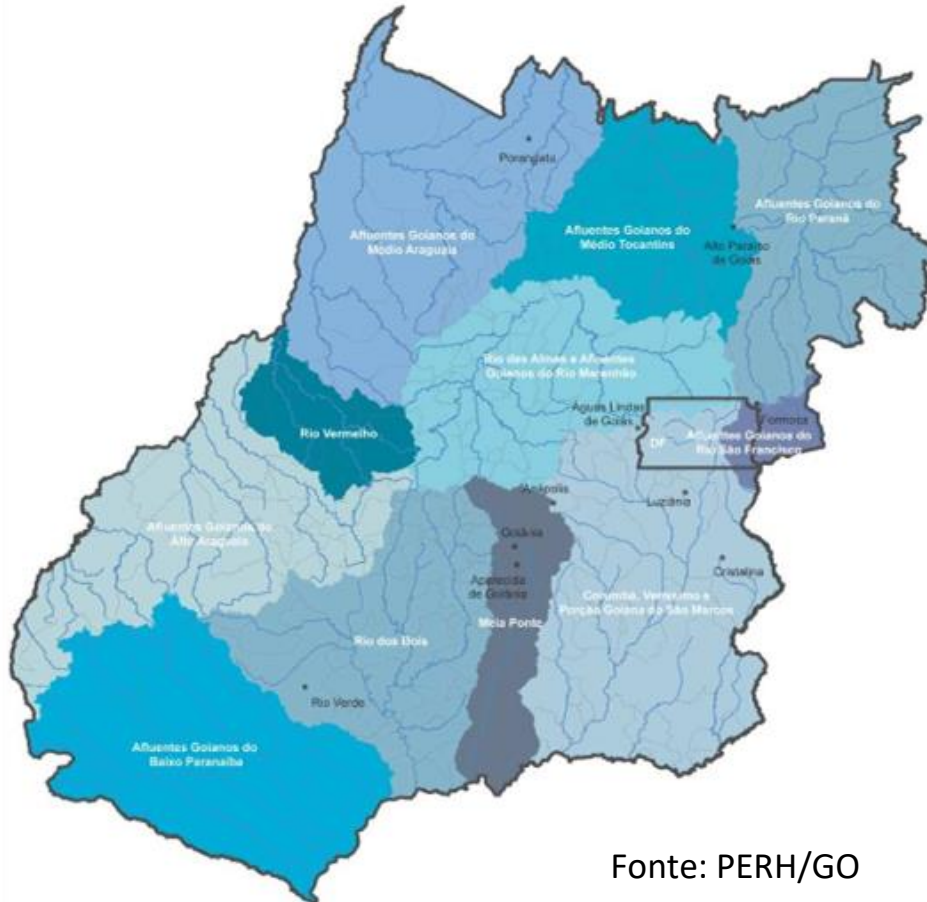 Porangatu
Afluentes Goianos do
Rio Paranã
Afluentes Goianos do
Médio Araguaia
Afluentes Goianos do
Médio Tocantins
Alto Paraíso
de Goiás
Rio das Almas e Afluentes
Goianos do Rio Maranhão
Águas Lindas
de Goiás
Formosa
Rio Vermelho
DF
Afluentes Goianos do
Rio São Francisco
Anápolis
Luziânia
Afluentes Goianos do
Alto Araguaia
Goiânia
Cristalina
Aparecida
de Goiânia
Corumbá, Veríssimo e
Porção Goiana do São Marcos
Meia Ponte
Rio dos Bois
Rio Verde
Afluentes Goianos do
Baixo Paranaíba
Fonte: PERH/GO